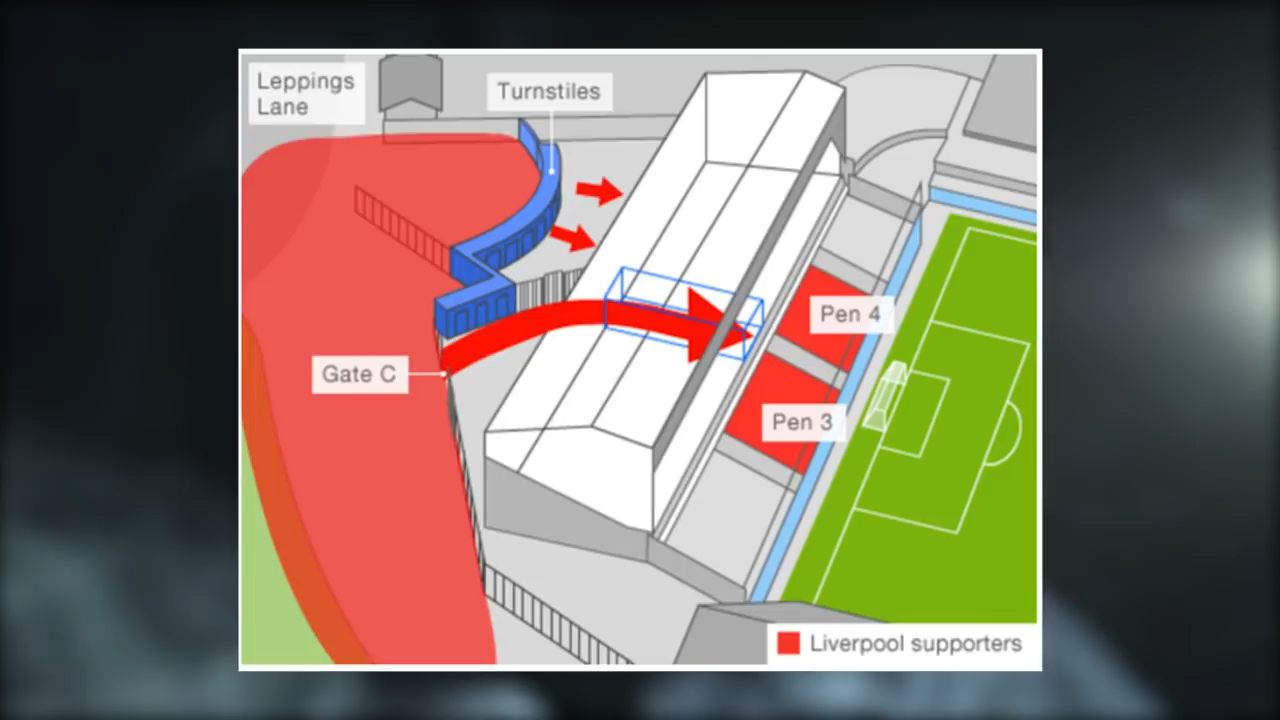 Leppings
Lane
Turnstiles
Pen 4
Gate C
Pen 3
Liverpool supporters